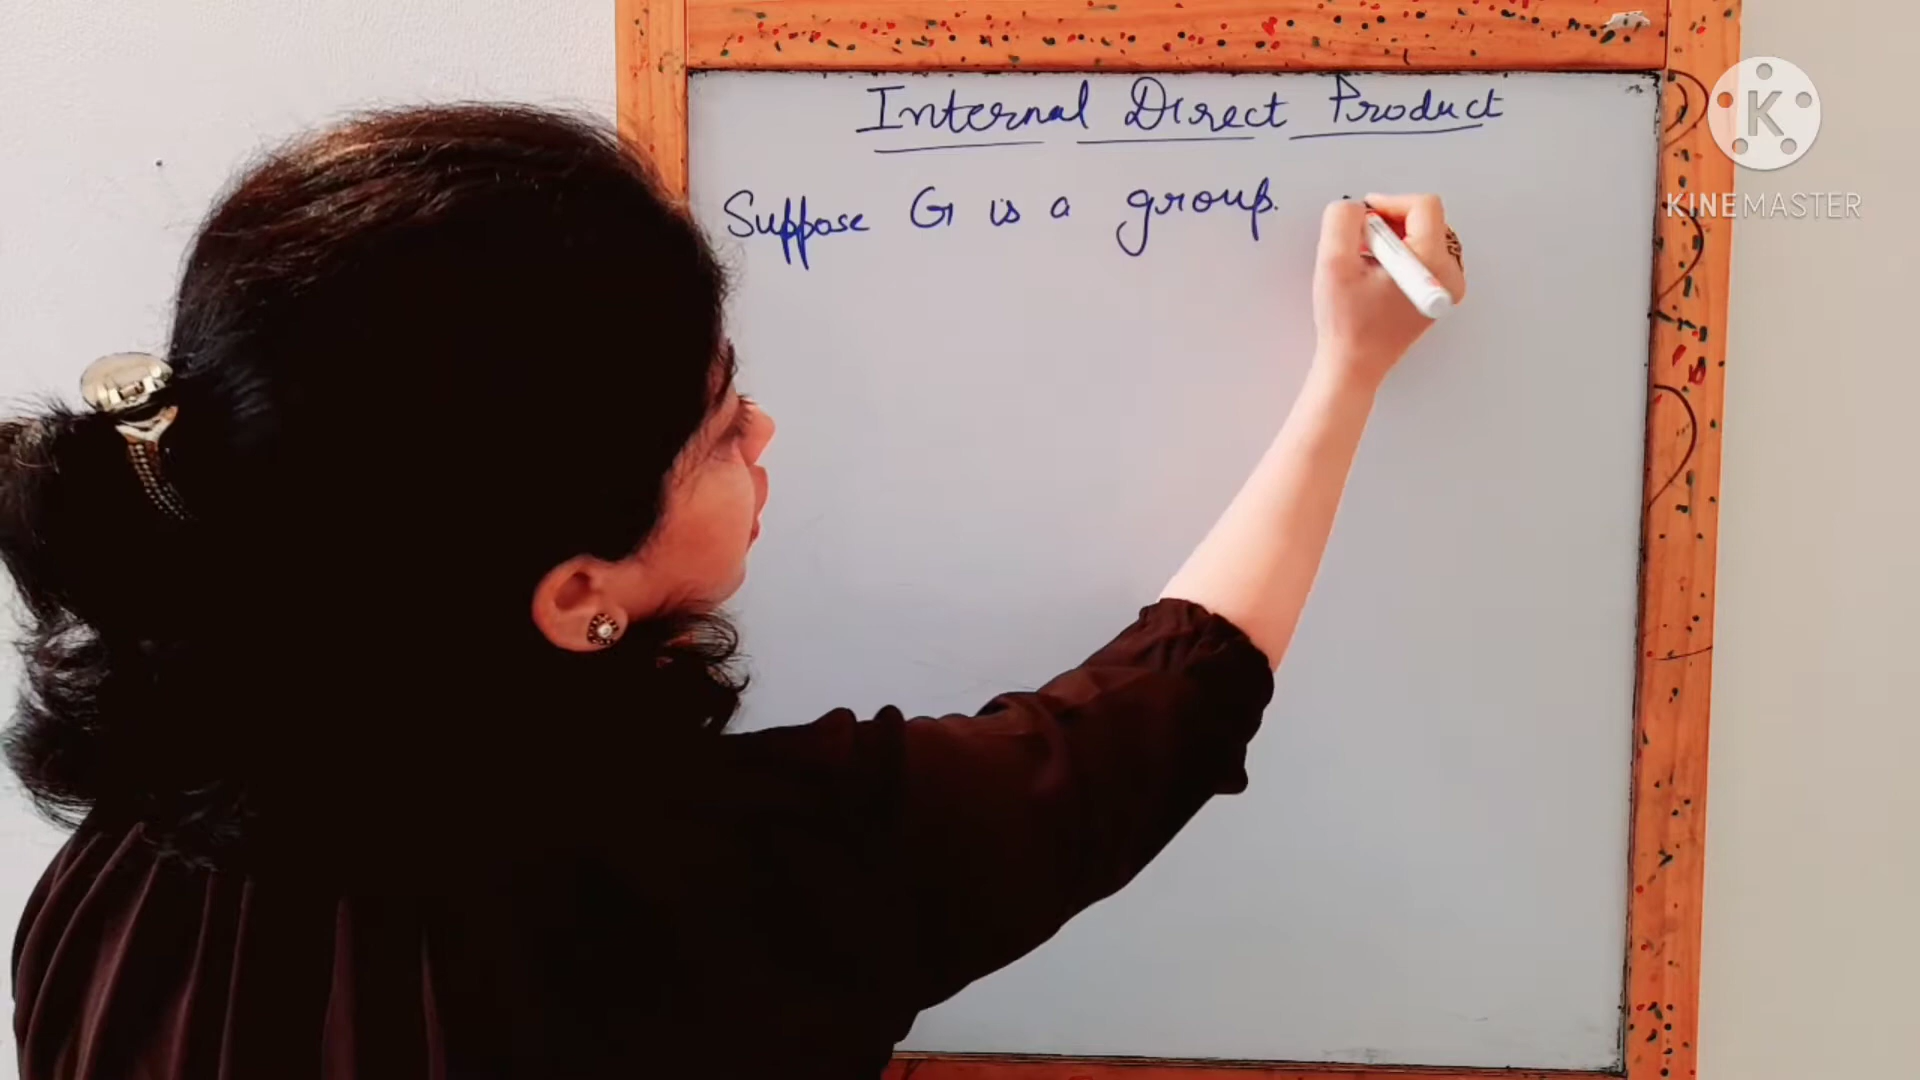 Internal Direct Product
Suppose G is a group.
K
KINEMASTER